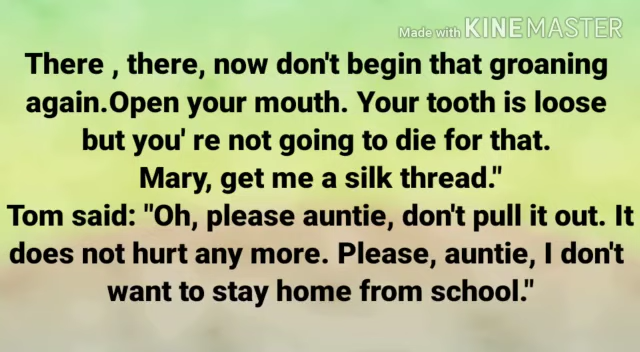 Made with KINEMASTER
There , there, now don't begin that groaning
again.Open your mouth. Your tooth is loose
but you' re not going to die for that.
Mary, get me a silk thread."
Tom said: "Oh, please auntie, don't pull it out. It
does not hurt any more. Please, auntie, I don't
want to stay home from school."